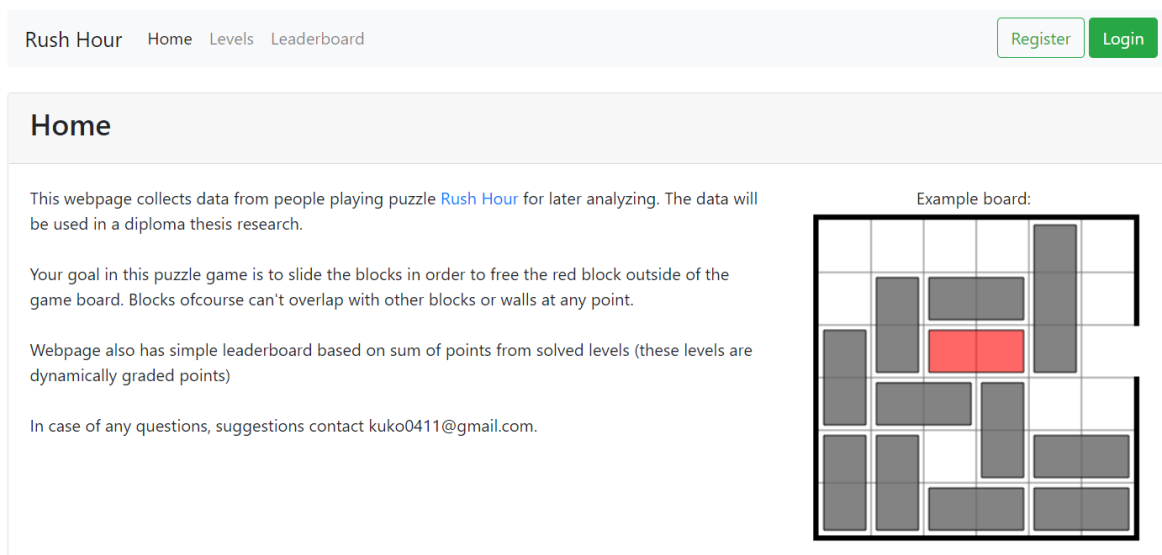 Rush Hour Home Levels Leaderboard Register Login
Home
This webpage collects data from people playing puzzle Rush Hour for later analyzing. The data will
be used in a diploma thesis research.
Your goal in this puzzle game is to slide the blocks in order to free the red block outside of the
game board. Blocks ofcourse can't overlap with other blocks or walls at any point.
Webpage also has simple leaderboard based on sum of points from solved levels (these levels are
dynamically graded points)
In case of any questions, suggestions contact kuko0411@gmail.com.
Example board: